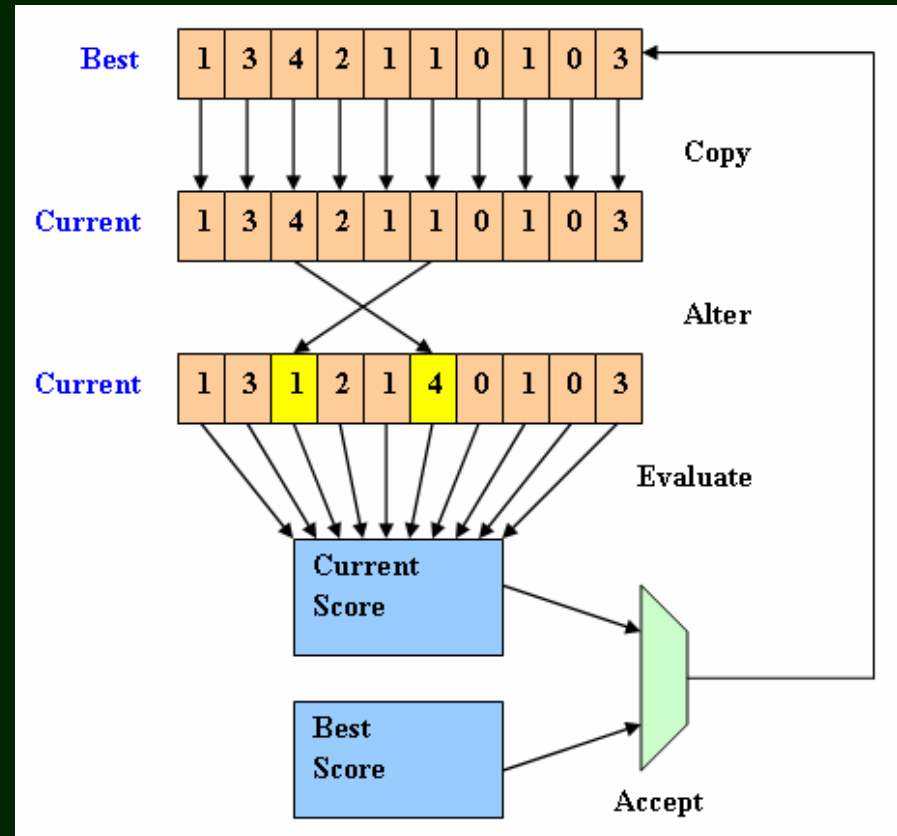 Best 1 3 4 2 1 1 0 1 0 3
Copy
Current 1 3 4 2 1 1 0 1 0 3
Alter
Current 1 3 1 2 1 4 0 1 0 3
Evaluate
Current
Score
Best
Score
Accept